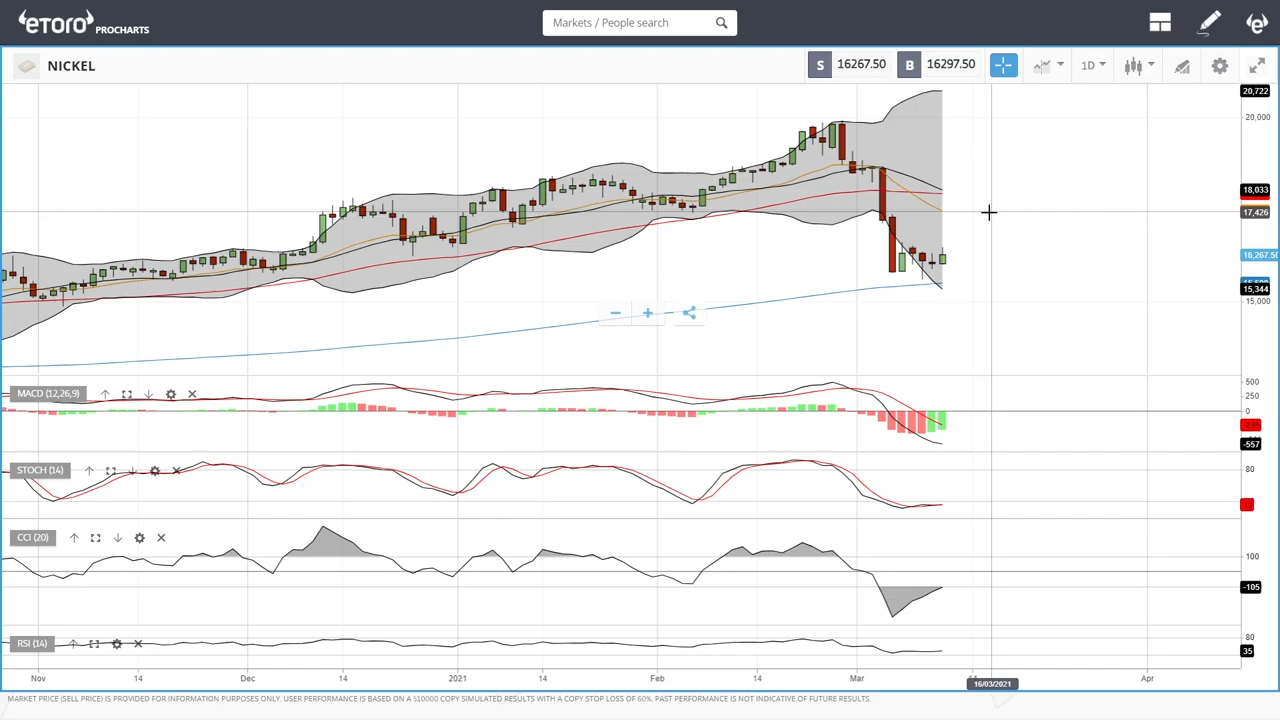 eToro PROCHARTS
Markets / People search
NICKEL
S 16267.50 B 16297.50
1D
20,722
20,000
18,033
17,426
16,267.50
15,344
15,000
MACD (12,26,9)
500
250
0
-557
STOCH (14)
80
CCI (20)
100
-105
RSI (14)
80
35
Nov 14 Dec 14 2021 14 Feb 14 Mar Apr
16/03/2021
MARKET PRICE (SELL PRICE) IS PROVIDED FOR INFORMATION PURPOSES ONLY. USER PERFORMANCE IS BASED ON A $10000 COPY SIMULATED RESULTS WITH A COPY STOP LOSS OF 60%. PAST PERFORMANCE IS NOT INDICATIVE OF FUTURE RESULTS.